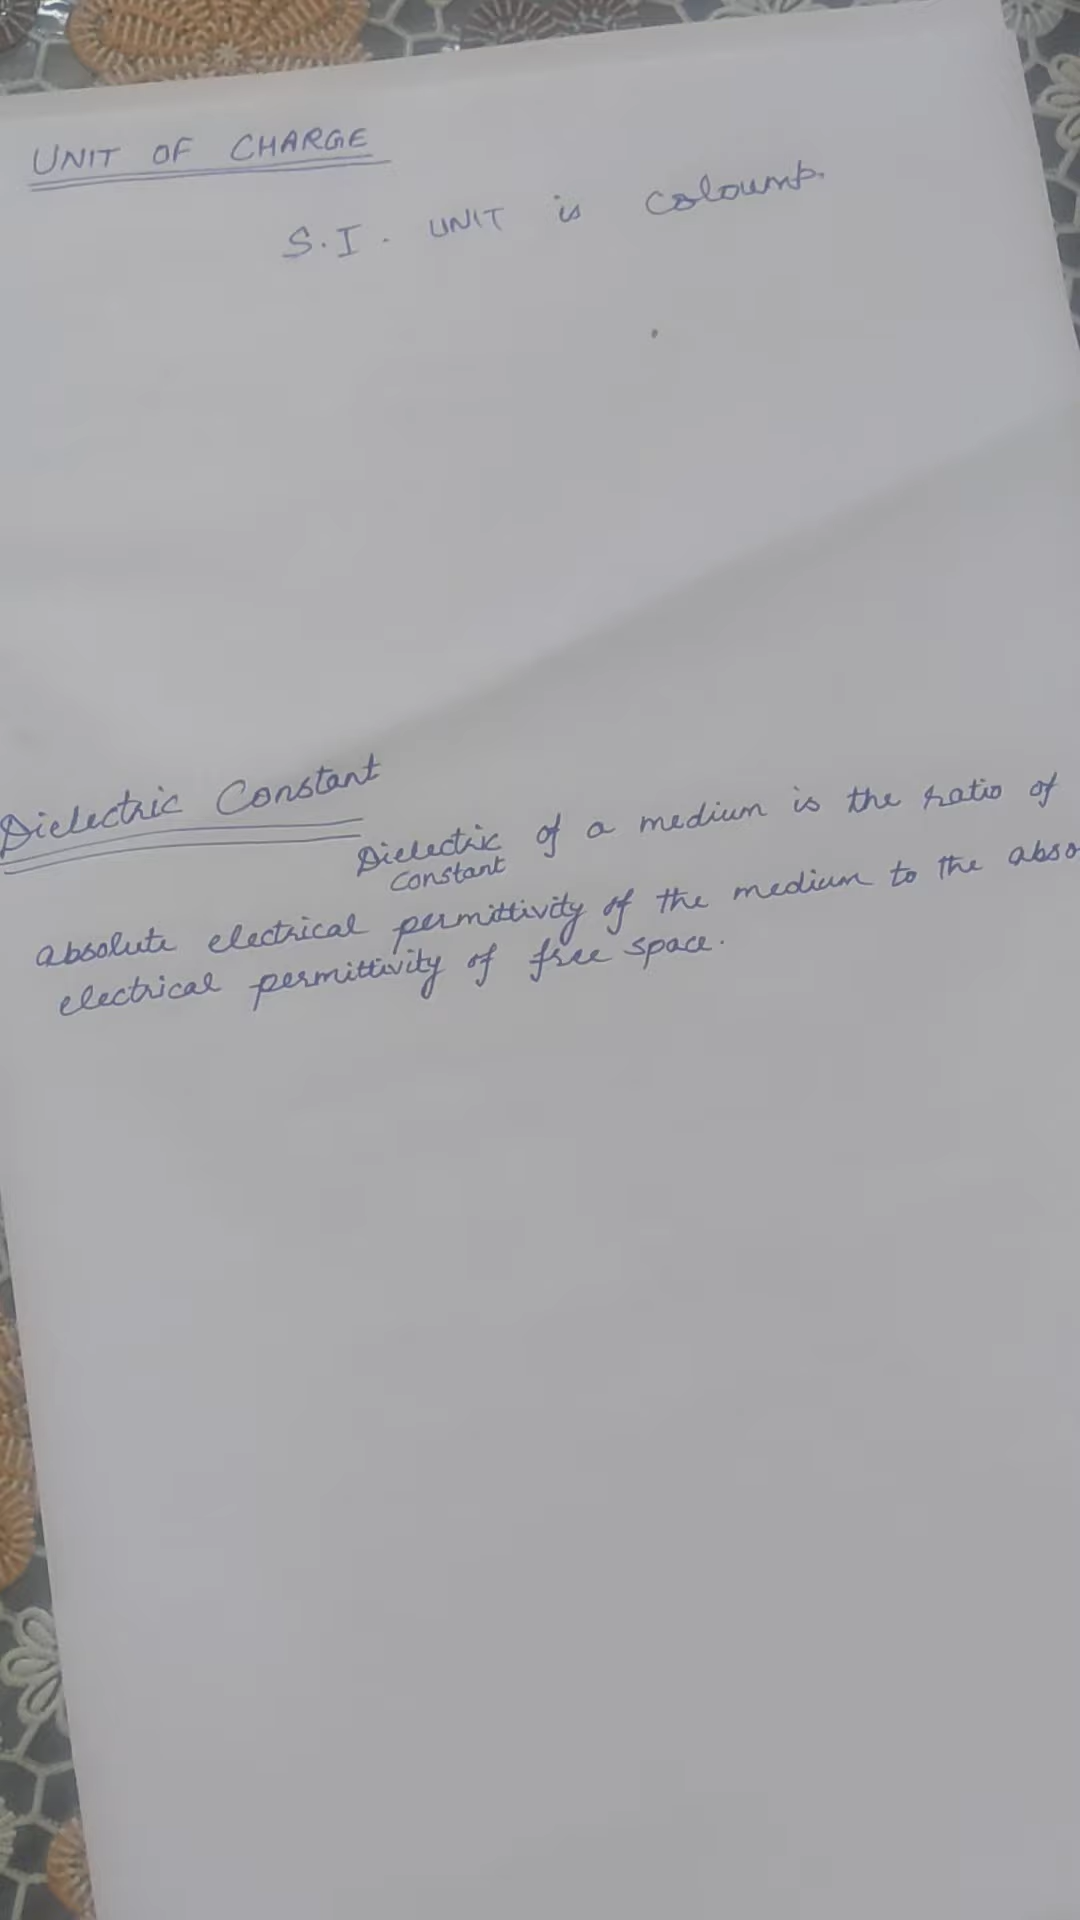 UNIT OF CHARGE
S.I. UNIT is coloumb.
Dielectric Constant
Dielectric of a medium is the ratio of
constant
absolute electrical permittivity of the medium to the abso
electrical permittivity of free space.